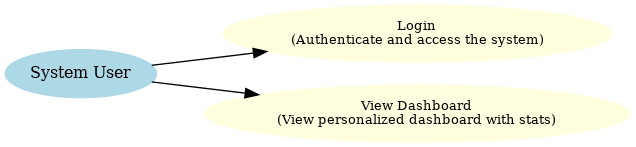 System User
Login
(Authenticate and access the system)
View Dashboard
(View personalized dashboard with stats)